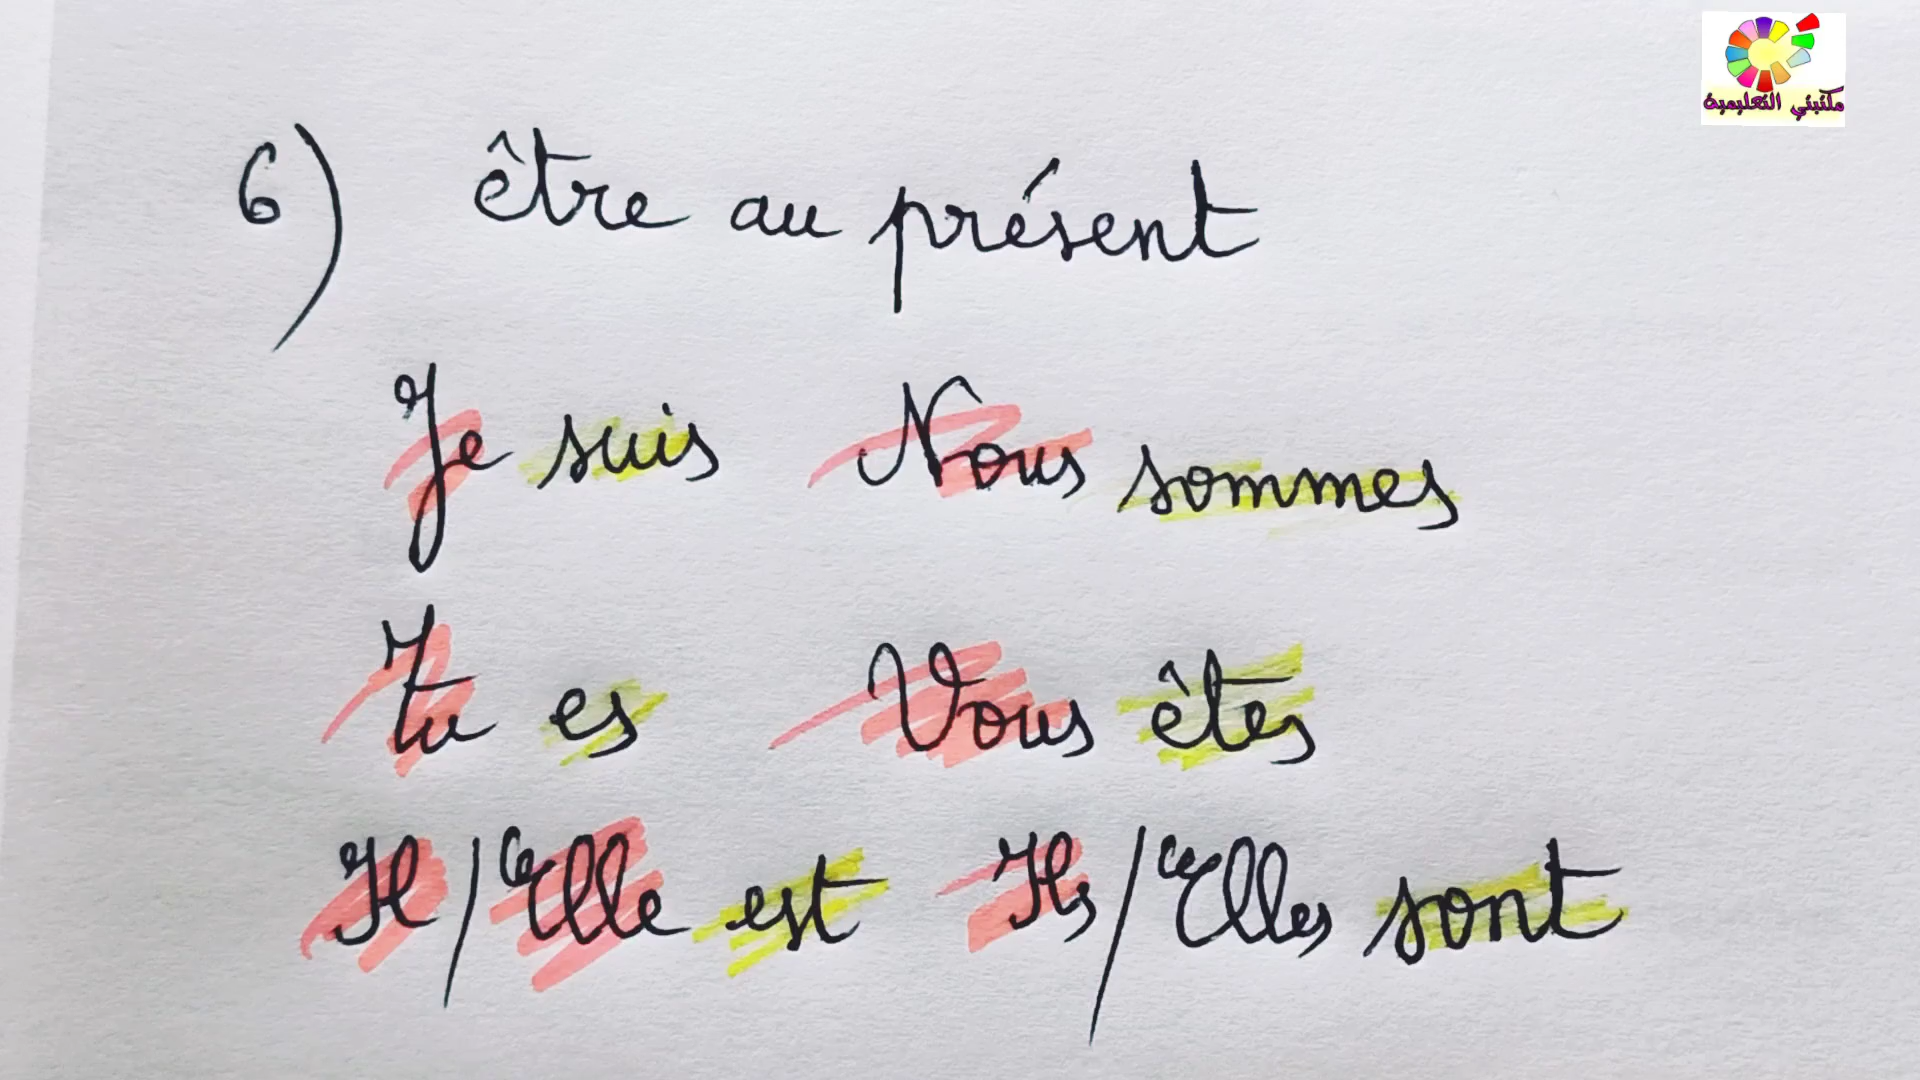 مكتبتي التعليمية
6) être au présent
Je suis Nous sommes
Tu es Vous êtes
Il/Elle est Ils/Elles sont